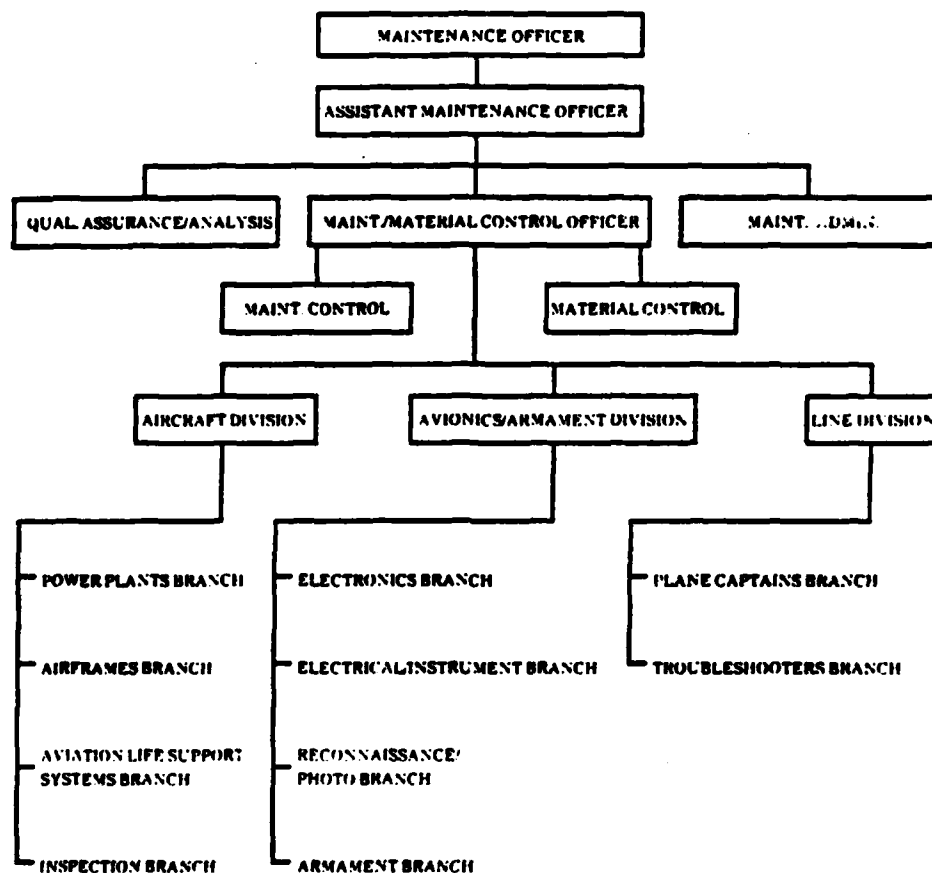 MAINTENANCE OFFICER
ASSISTANT MAINTENANCE OFFICER
QUAL. ASSURANCE/ANALYSIS
MAINT./MATERIAL CONTROL OFFICER
MAINT.
MAINT. CONTROL
MATERIAL CONTROL
AIRCRAFT DIVISION
AVIONICS/ARMAMENT DIVISION
LINE DIVISION
POWER PLANTS BRANCH
AIRFRAMES BRANCH
AVIATION LIFE SUPPORT
SYSTEMS BRANCH
INSPECTION BRANCH
ELECTRONICS BRANCH
ELECTRICAL/INSTRUMENT BRANCH
RECONNAISSANCE/
PHOTO BRANCH
ARMAMENT BRANCH
PLANE CAPTAINS BRANCH
TROUBLESHOOTERS BRANCH